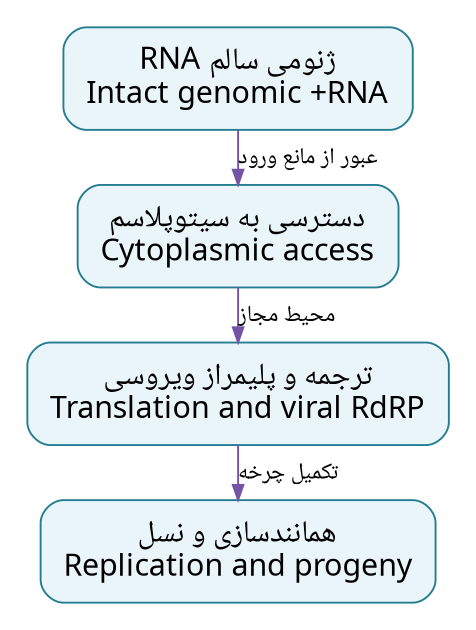 RNA ژنومی سالم
Intact genomic +RNA
عبور از مانع ورود
دسترسی به سیتوپلاسم
Cytoplasmic access
محیط مجاز
ترجمه و پلیمراز ویروسی
Translation and viral RdRP
تکمیل چرخه
همانندسازی و نسل
Replication and progeny